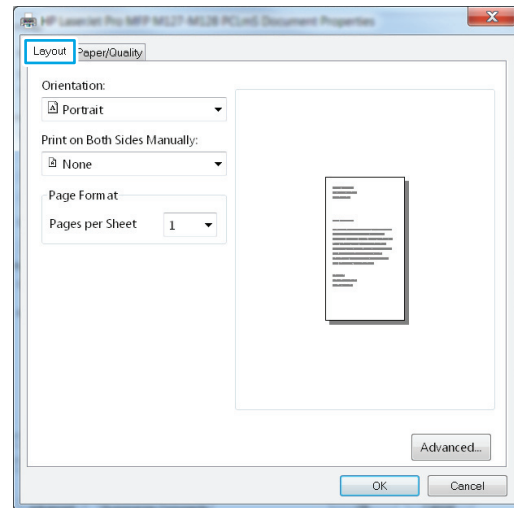 HP LaserJet Pro MFP M127-M128 PCLmS Document Properties
Layout
Paper/Quality
Orientation:
Portrait
Print on Both Sides Manually:
None
Page Format
Pages per Sheet
1
Advanced...
OK
Cancel